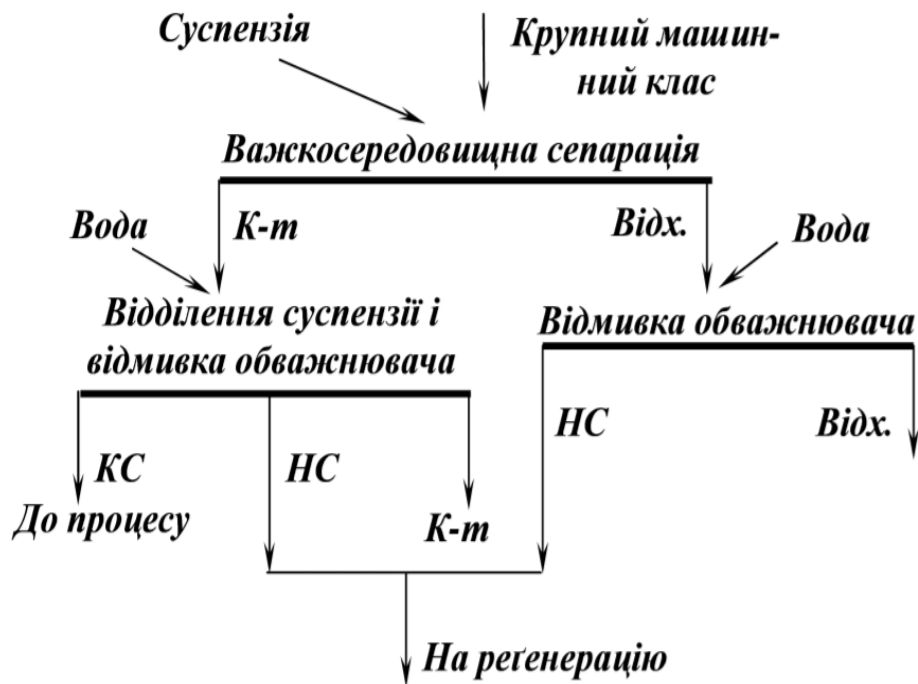 Суспензія
Крупний машин-
ний клас
Важкосередовищна сепарація
Вода
К-т
Відх.
Вода
Відділення суспензії і
відмивка обважнювача
Відмивка обважнювача
КС
НС
НС
Відх.
До процесу
К-т
На реґенерацію